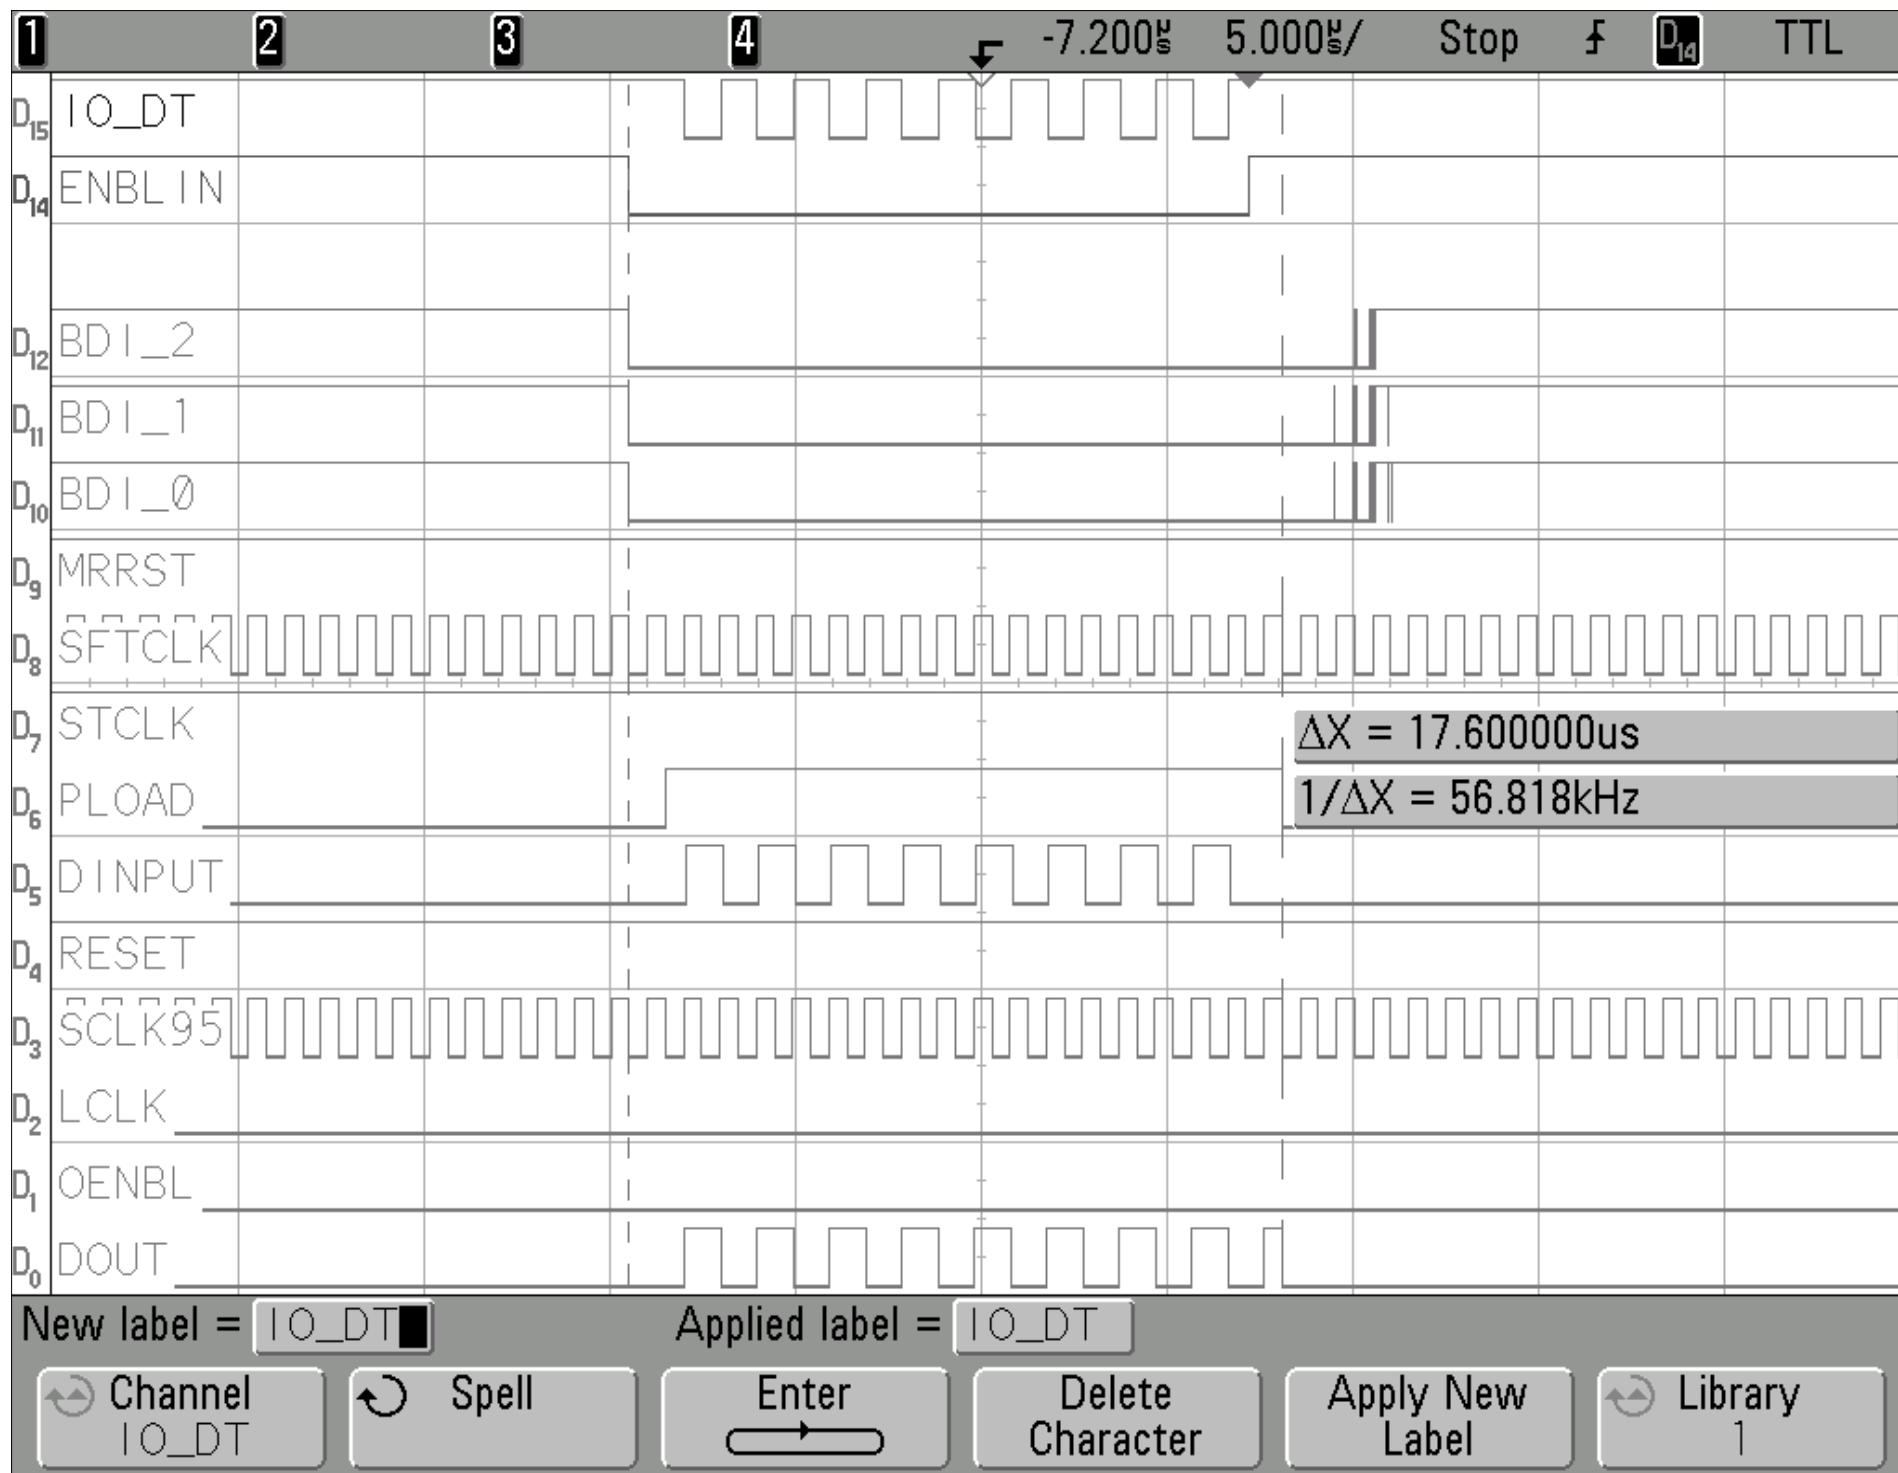 1 2 3 4 -7.200µs 5.000µs/ Stop D14 TTL
D15 IO_DT
D14 ENBLIN
D12 BDI_2
D11 BDI_1
D10 BDI_0
D9 MRRST
D8 SFTCLK
D7 STCLK
ΔX = 17.600000us
D6 PLOAD
1/ΔX = 56.818kHz
D5 DINPUT
D4 RESET
D3 SCLK95
D2 LCLK
D1 OENBL
D0 DOUT
New label = IO_DT Applied label = IO_DT
Channel Spell Enter Delete Apply New Library
IO_DT Character Label 1